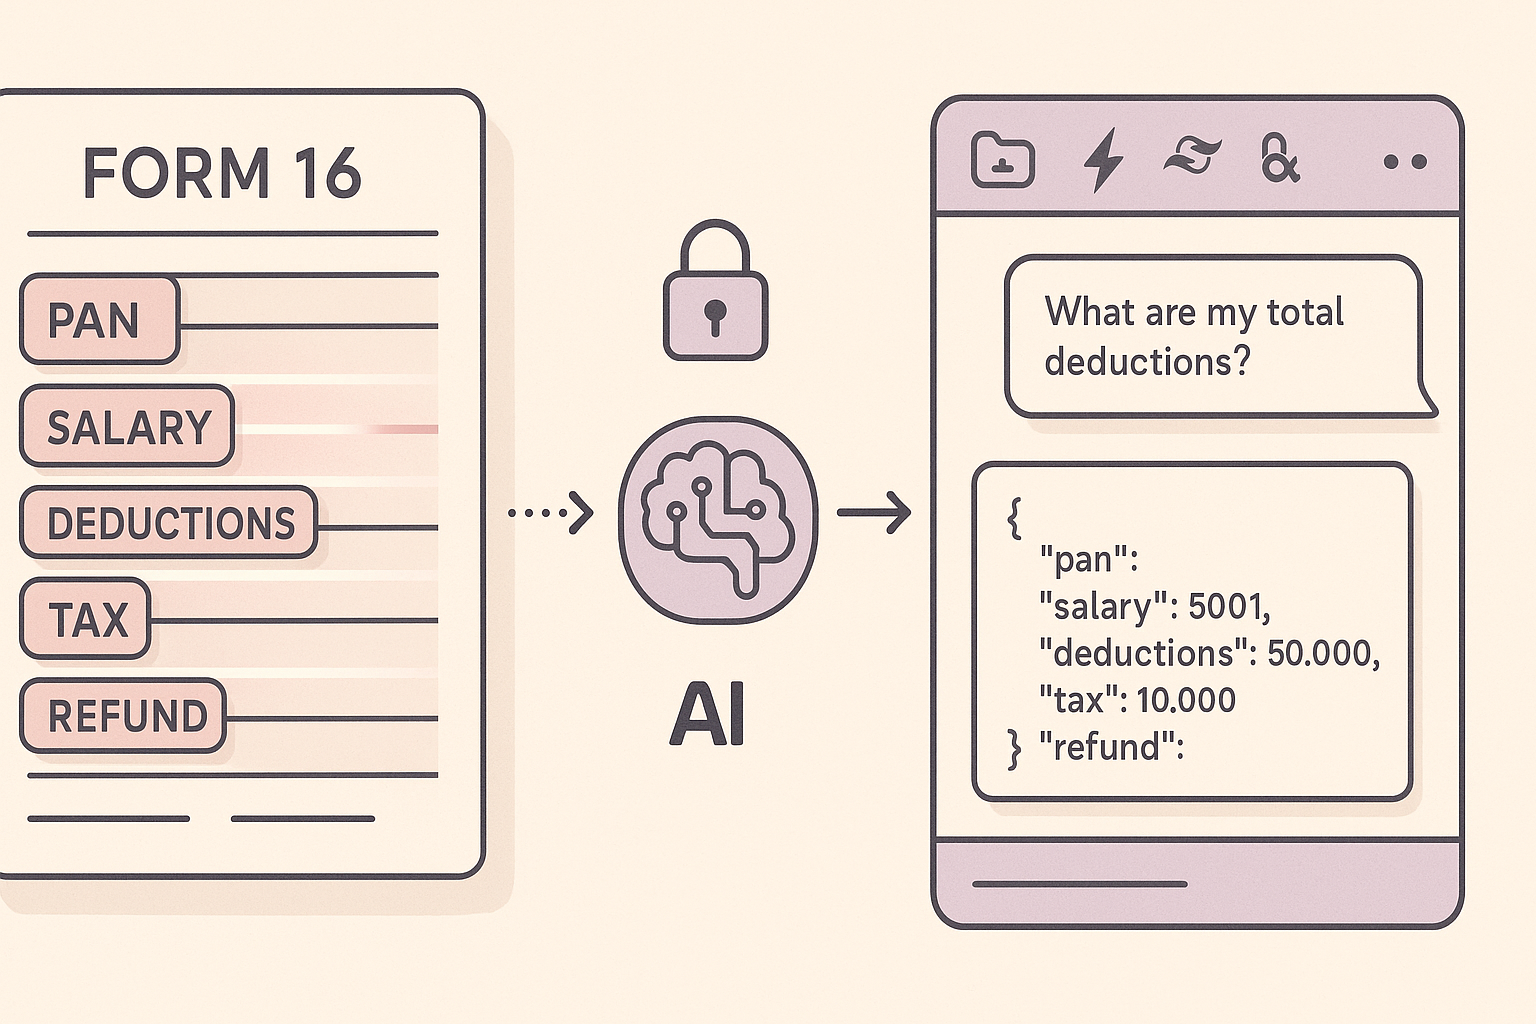 FORM 16
PAN
SALARY
DEDUCTIONS
TAX
REFUND
AI
What are my total
deductions?
{
"pan":
"salary": 5001,
"deductions": 50.000,
"tax": 10.000
} "refund":